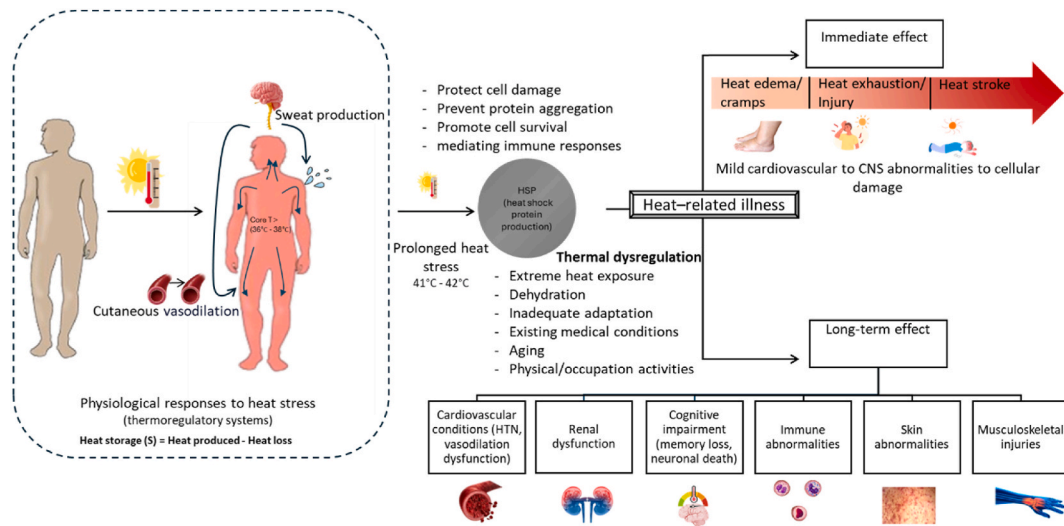 Sweat production
Core T >
(36°C - 38°C)
Cutaneous vasodilation
Physiological responses to heat stress
(thermoregulatory systems)
Heat storage (S) = Heat produced - Heat loss
- Protect cell damage
- Prevent protein aggregation
- Promote cell survival
- mediating immune responses
Prolonged heat
stress
41°C - 42°C
HSP
(heat shock
protein
production)
Thermal dysregulation
- Extreme heat exposure
- Dehydration
- Inadequate adaptation
- Existing medical conditions
- Aging
- Physical/occupation activities
Heat–related illness
Immediate effect
Heat edema/
cramps
Heat exhaustion/
Injury
Heat stroke
Mild cardiovascular to CNS abnormalities to cellular
damage
Long-term effect
Cardiovascular
conditions (HTN,
vasodilation
dysfunction)
Renal
dysfunction
Cognitive
impairment
(memory loss,
neuronal death)
Immune
abnormalities
Skin
abnormalities
Musculoskeletal
injuries